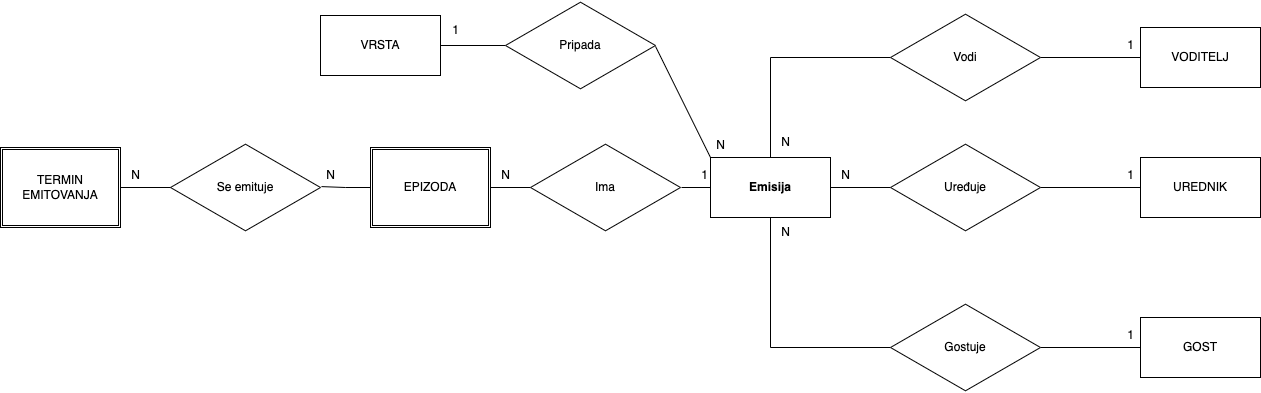 VRSTA
1
Pripada
N
Vodi
1
VODITELJ
N
TERMIN
EMITOVANJA
N
Se emituje
N
EPIZODA
N
Ima
1
Emisija
N
Uređuje
1
UREDNIK
N
Gostuje
1
GOST